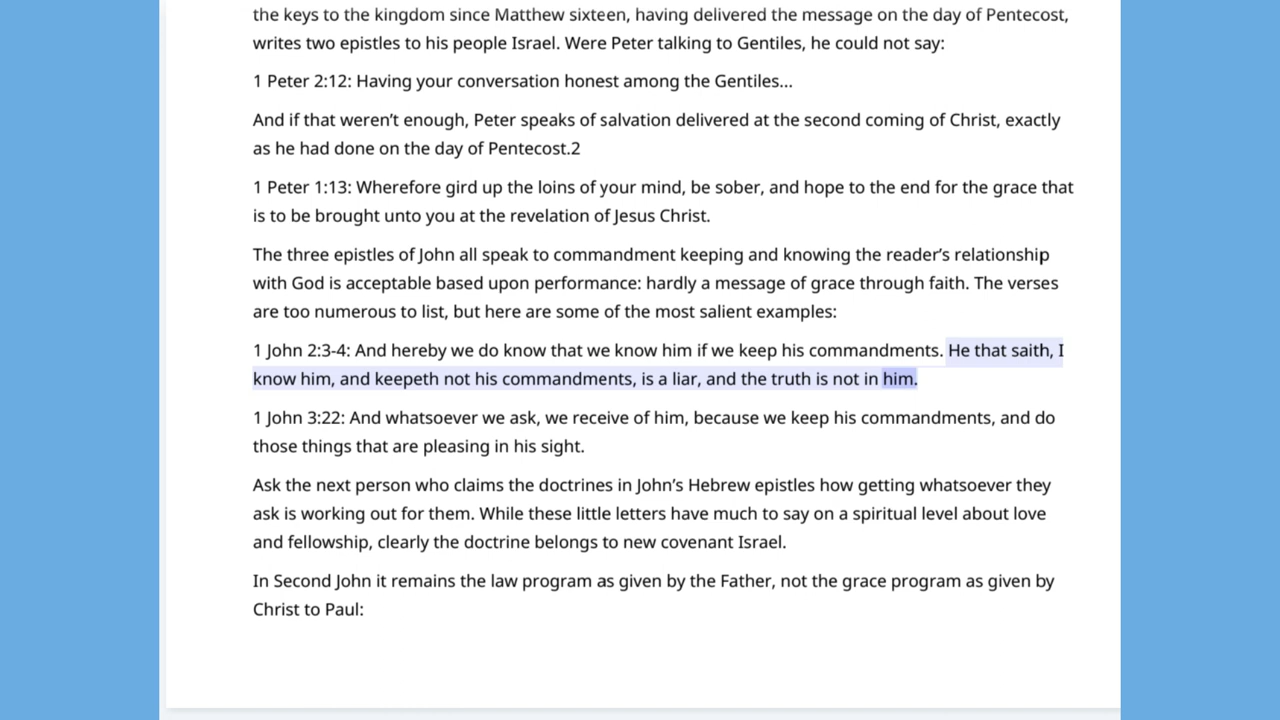 the keys to the kingdom since Matthew sixteen, having delivered the message on the day of Pentecost,
writes two epistles to his people Israel. Were Peter talking to Gentiles, he could not say:
1 Peter 2:12: Having your conversation honest among the Gentiles...
And if that weren’t enough, Peter speaks of salvation delivered at the second coming of Christ, exactly
as he had done on the day of Pentecost.2
1 Peter 1:13: Wherefore gird up the loins of your mind, be sober, and hope to the end for the grace that
is to be brought unto you at the revelation of Jesus Christ.
The three epistles of John all speak to commandment keeping and knowing the reader’s relationship
with God is acceptable based upon performance: hardly a message of grace through faith. The verses
are too numerous to list, but here are some of the most salient examples:
1 John 2:3-4: And hereby we do know that we know him if we keep his commandments. He that saith, I
know him, and keepeth not his commandments, is a liar, and the truth is not in him.
1 John 3:22: And whatsoever we ask, we receive of him, because we keep his commandments, and do
those things that are pleasing in his sight.
Ask the next person who claims the doctrines in John’s Hebrew epistles how getting whatsoever they
ask is working out for them. While these little letters have much to say on a spiritual level about love
and fellowship, clearly the doctrine belongs to new covenant Israel.
In Second John it remains the law program as given by the Father, not the grace program as given by
Christ to Paul: